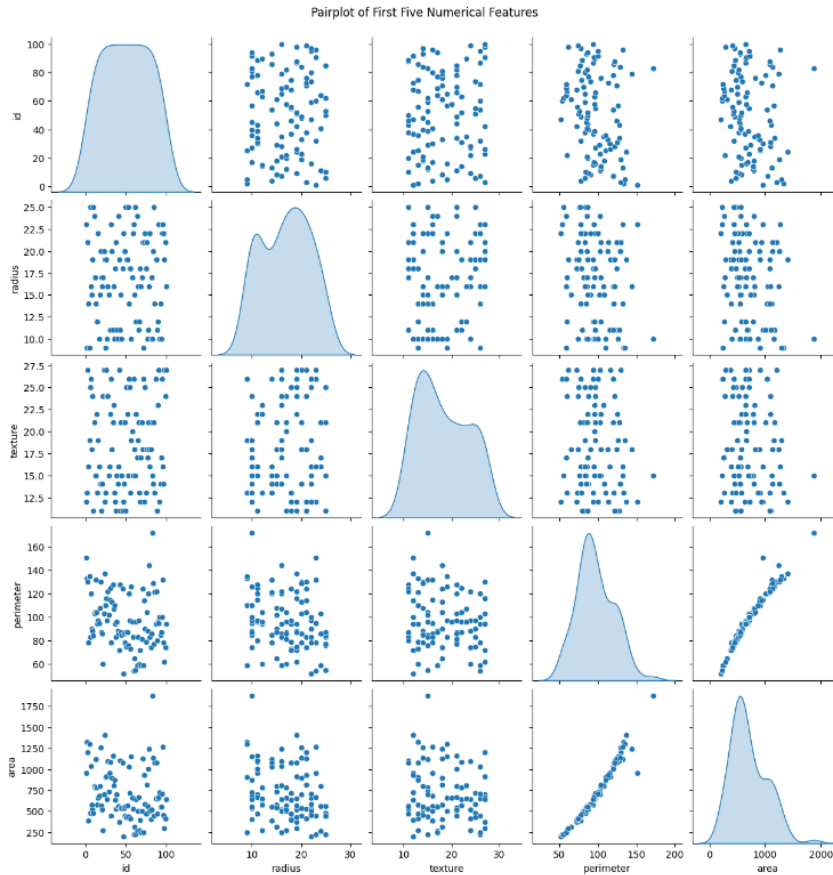 Pairplot of First Five Numerical Features
100
80
60
40
20
0
id
25.0
22.5
20.0
17.5
15.0
12.5
10.0
radius
27.5
25.0
22.5
20.0
17.5
15.0
12.5
texture
160
140
120
100
80
60
perimeter
1750
1500
1250
1000
750
500
250
area
0 50 100
10 20 30
10 20 30
50 100 150 200
0 1000 2000
id radius texture perimeter area